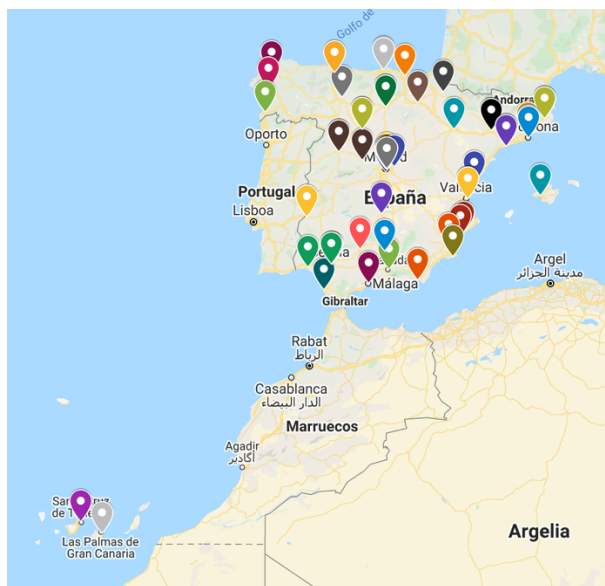 Golfo de
Andorra
Oporto
Portugal
España
Lisboa
Málaga
Gibraltar
Argel
مدينة الجزائر
Rabat
الرباط
Casablanca
الدار البيضاء
Marruecos
Agadir
أكادير
de
Las Palmas de
Gran Canaria
Argelia